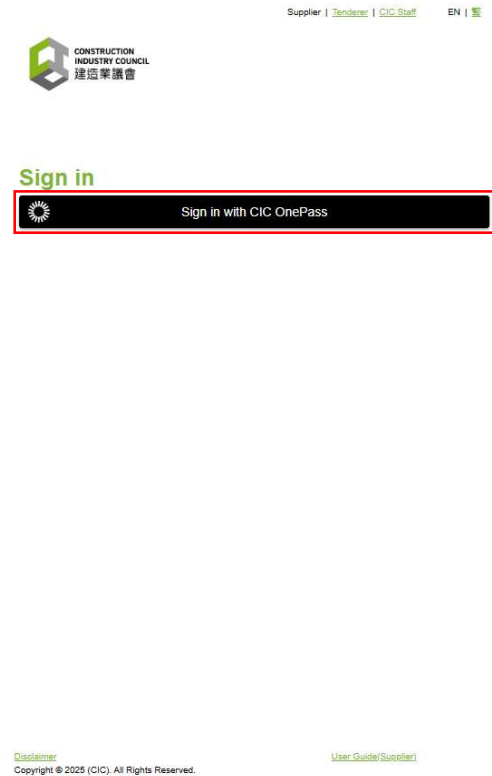 Supplier | Tenderer | CIC Staff EN | 繁
CONSTRUCTION
INDUSTRY COUNCIL
建造業議會
Sign in
Sign in with CIC OnePass
Disclaimer User Guide(Supplier)
Copyright © 2025 (CIC). All Rights Reserved.